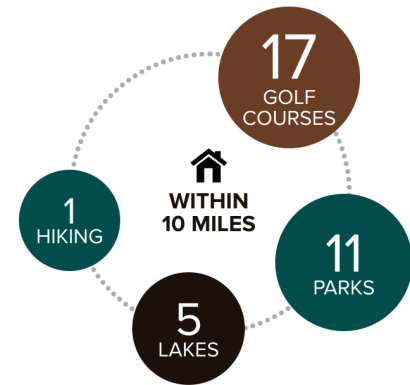 17
GOLF
COURSES
WITHIN
10 MILES
1
HIKING
11
PARKS
5
LAKES